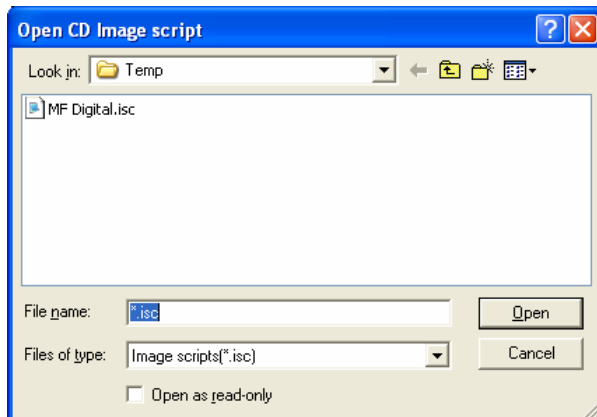 Open CD Image script
Look in: Temp
MF Digital.isc
File name: *.isc Open
Files of type: Image scripts(*.isc) Cancel
Open as read-only